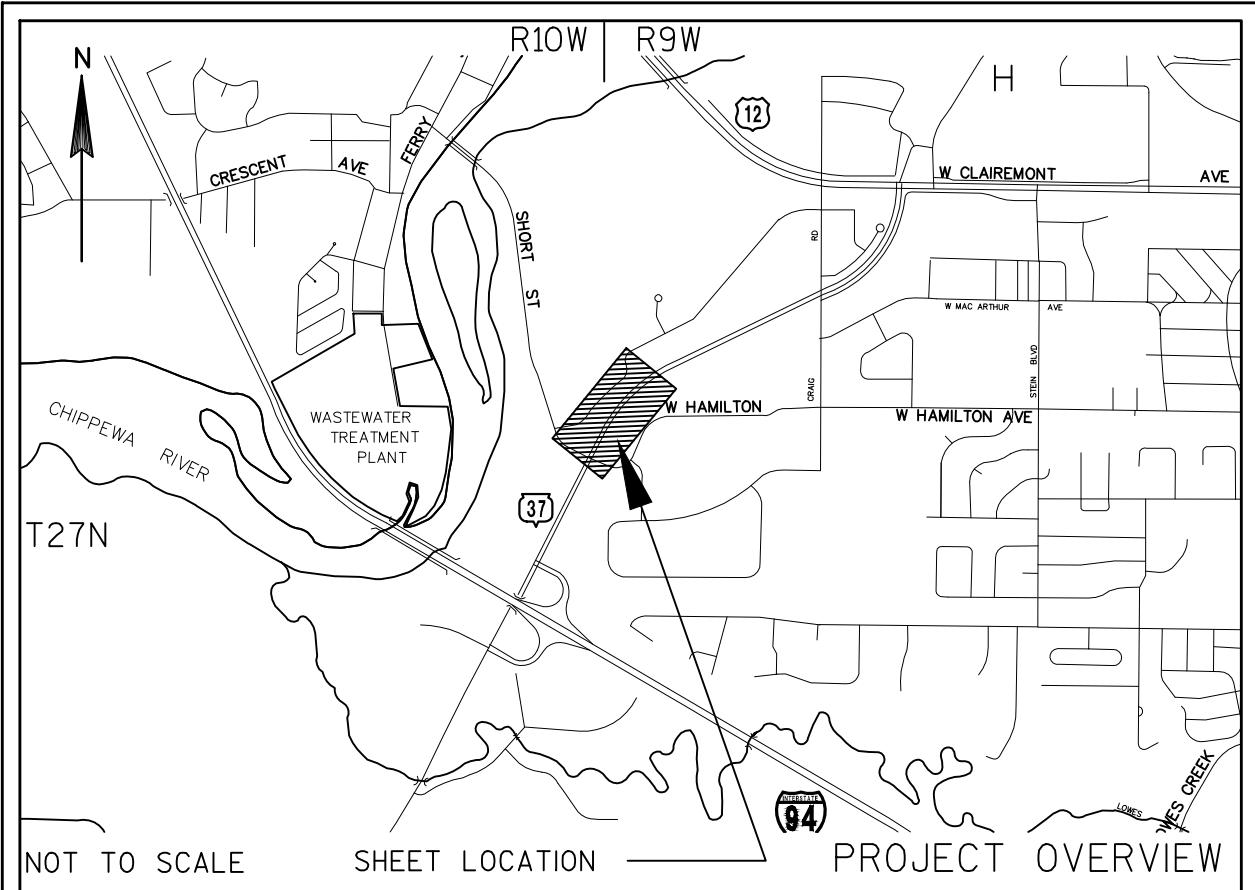 R10W R9W
N
H
12
CRESCENT AVE
FERRY
W CLAIREMONT AVE
SHORT ST
RD
W MAC ARTHUR AVE
STEIN BLVD
CRAIG
W HAMILTON
W HAMILTON AVE
CHIPPEWA RIVER
WASTEWATER
TREATMENT
PLANT
37
T27N
INTERSTATE
94
LOWES
CREEK
NOT TO SCALE
SHEET LOCATION
PROJECT OVERVIEW